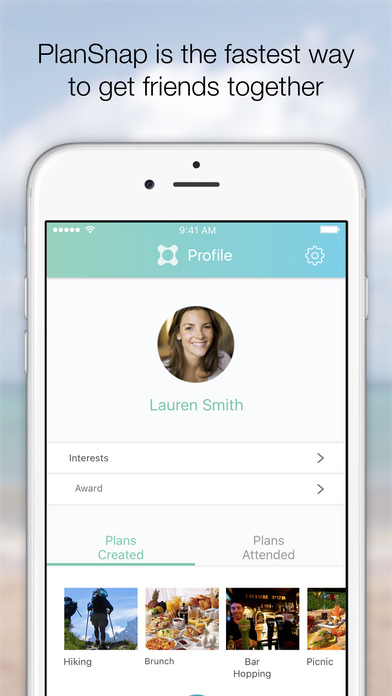 PlanSnap is the fastest way
to get friends together
9:41 AM
Profile
Lauren Smith
Interests
Award
Plans
Created
Plans
Attended
Hiking
Brunch
Bar
Hopping
Picnic